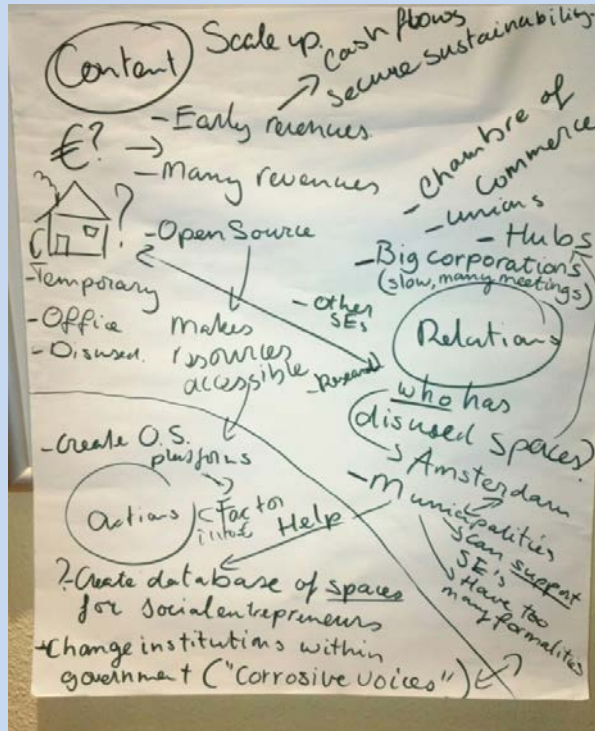 Content
Scale up.
cash flows
secure sustainability.
€?
- Early revenues
- Many revenues
?
- Open Source
makes
resources
accessible
- Temporary
- Office
- Disused.
- Chambre of
Commerce
- unions
- Hubs
- Big corporations
(slow, many meetings)
- Other
SEs
- Research
Relations
who has
disused spaces?
Amsterdam
- Municipalities
can support
SE's
Have too
many formalities
- Create O.S.
platforms
Actions
Factor
Help
? - Create database of spaces
for social entrepreneurs
- Change institutions within
government ("Corrosive voices")